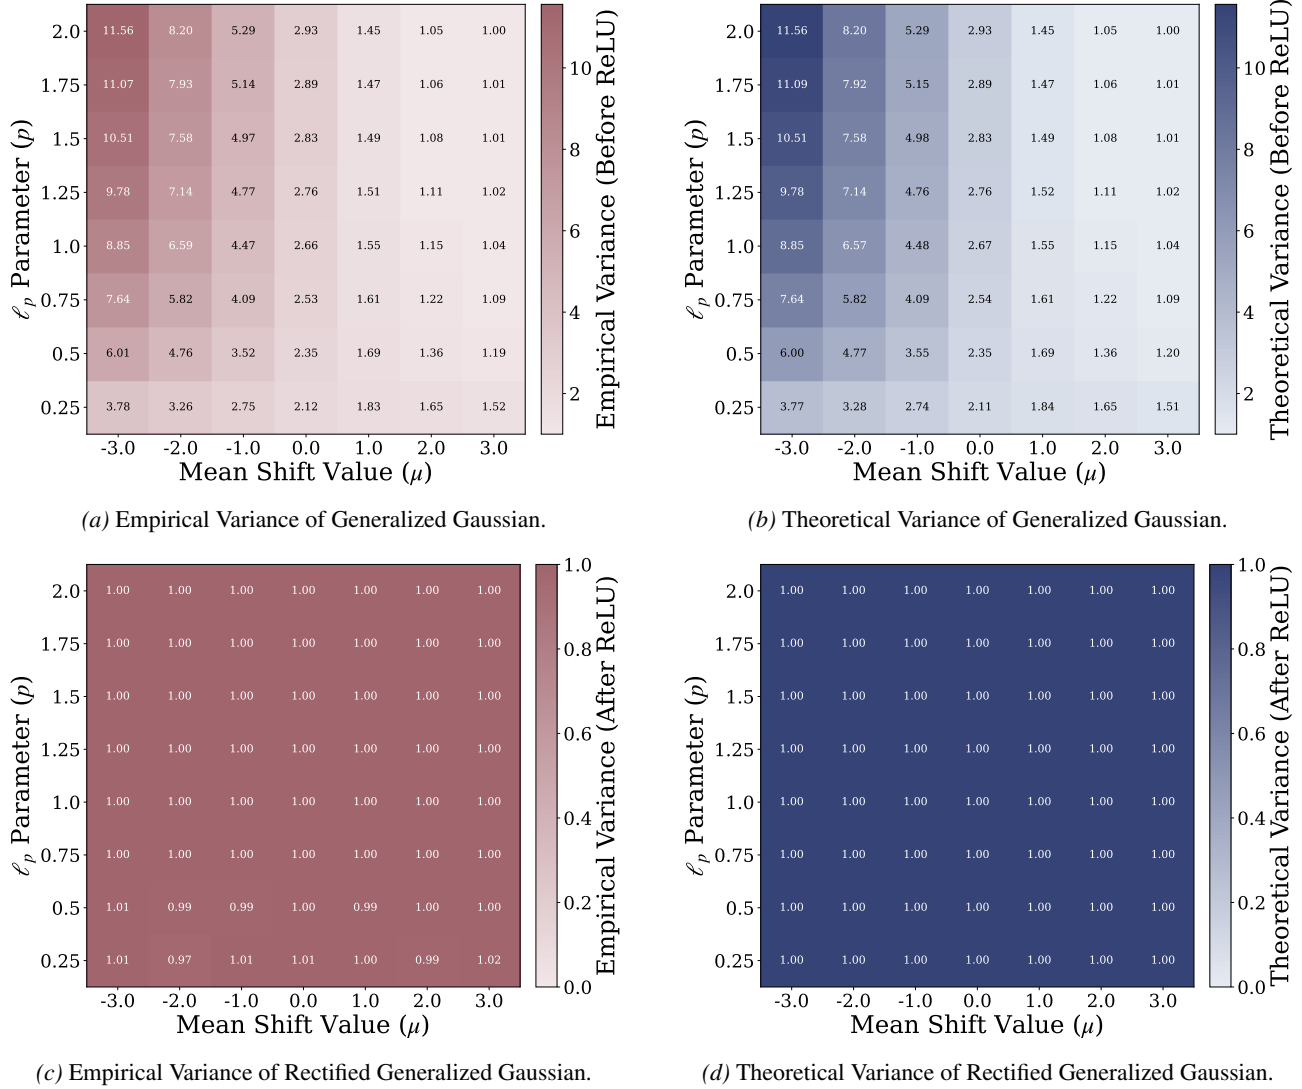 ℓp Parameter (p)
2.0 11.56 8.20 5.29 2.93 1.45 1.05 1.00
1.75 11.07 7.93 5.14 2.89 1.47 1.06 1.01
1.5 10.51 7.58 4.97 2.83 1.49 1.08 1.01
1.25 9.78 7.14 4.77 2.76 1.51 1.11 1.02
1.0 8.85 6.59 4.47 2.66 1.55 1.15 1.04
0.75 7.64 5.82 4.09 2.53 1.61 1.22 1.09
0.5 6.01 4.76 3.52 2.35 1.69 1.36 1.19
0.25 3.78 3.26 2.75 2.12 1.83 1.65 1.52
-3.0 -2.0 -1.0 0.0 1.0 2.0 3.0
Mean Shift Value (μ)
10
8
6
4
2
Empirical Variance (Before ReLU)
(a) Empirical Variance of Generalized Gaussian.
ℓp Parameter (p)
2.0 11.56 8.20 5.29 2.93 1.45 1.05 1.00
1.75 11.09 7.92 5.15 2.89 1.47 1.06 1.01
1.5 10.51 7.58 4.98 2.83 1.49 1.08 1.01
1.25 9.78 7.14 4.76 2.76 1.52 1.11 1.02
1.0 8.85 6.57 4.48 2.67 1.55 1.15 1.04
0.75 7.64 5.82 4.09 2.54 1.61 1.22 1.09
0.5 6.00 4.77 3.55 2.35 1.69 1.36 1.20
0.25 3.77 3.28 2.74 2.11 1.84 1.65 1.51
-3.0 -2.0 -1.0 0.0 1.0 2.0 3.0
Mean Shift Value (μ)
10
8
6
4
2
Theoretical Variance (Before ReLU)
(b) Theoretical Variance of Generalized Gaussian.
ℓp Parameter (p)
2.0 1.00 1.00 1.00 1.00 1.00 1.00 1.00
1.75 1.00 1.00 1.00 1.00 1.00 1.00 1.00
1.5 1.00 1.00 1.00 1.00 1.00 1.00 1.00
1.25 1.00 1.00 1.00 1.00 1.00 1.00 1.00
1.0 1.00 1.00 1.00 1.00 1.00 1.00 1.00
0.75 1.00 1.00 1.00 1.00 1.00 1.00 1.00
0.5 1.01 0.99 0.99 1.00 0.99 1.00 1.00
0.25 1.01 0.97 1.01 1.01 1.00 0.99 1.02
-3.0 -2.0 -1.0 0.0 1.0 2.0 3.0
Mean Shift Value (μ)
1.0
0.8
0.6
0.4
0.2
0.0
Empirical Variance (After ReLU)
(c) Empirical Variance of Rectified Generalized Gaussian.
ℓp Parameter (p)
2.0 1.00 1.00 1.00 1.00 1.00 1.00 1.00
1.75 1.00 1.00 1.00 1.00 1.00 1.00 1.00
1.5 1.00 1.00 1.00 1.00 1.00 1.00 1.00
1.25 1.00 1.00 1.00 1.00 1.00 1.00 1.00
1.0 1.00 1.00 1.00 1.00 1.00 1.00 1.00
0.75 1.00 1.00 1.00 1.00 1.00 1.00 1.00
0.5 1.00 1.00 1.00 1.00 1.00 1.00 1.00
0.25 1.00 1.00 1.00 1.00 1.00 1.00 1.00
-3.0 -2.0 -1.0 0.0 1.0 2.0 3.0
Mean Shift Value (μ)
1.0
0.8
0.6
0.4
0.2
0.0
Theoretical Variance (After ReLU)
(d) Theoretical Variance of Rectified Generalized Gaussian.